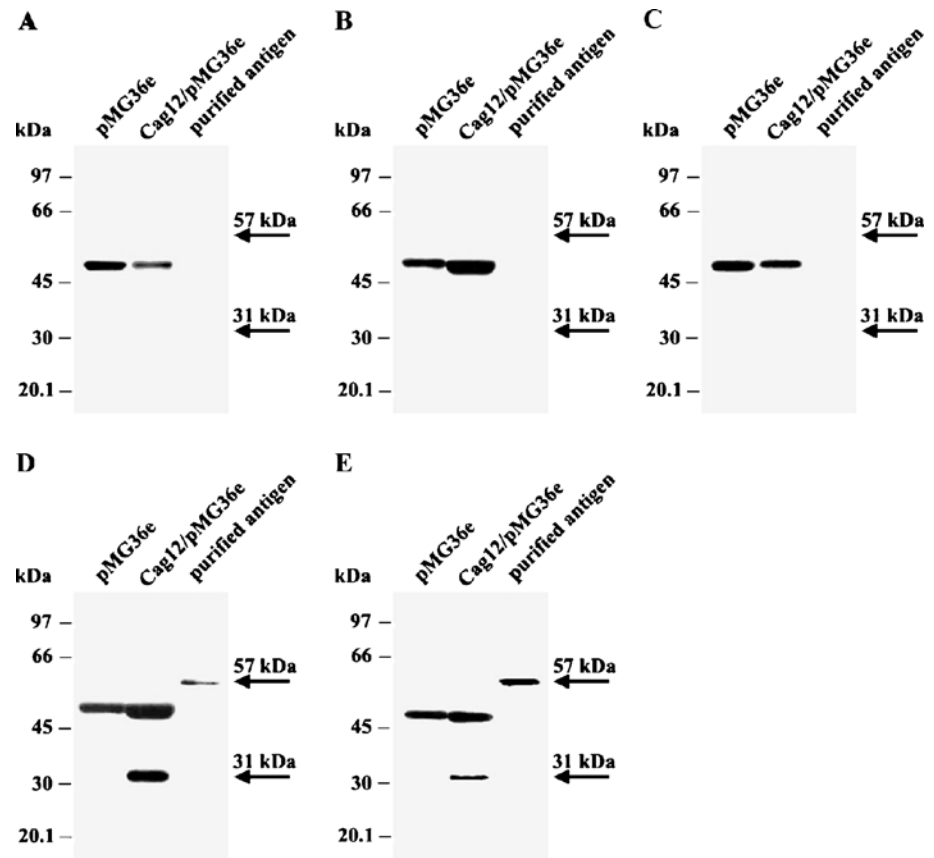 A
pMG36e
Cag12/pMG36e
purified antigen
kDa
97
66
45
30
20.1
57 kDa
31 kDa
B
pMG36e
Cag12/pMG36e
purified antigen
kDa
97
66
45
30
20.1
57 kDa
31 kDa
C
pMG36e
Cag12/pMG36e
purified antigen
kDa
97
66
45
30
20.1
57 kDa
31 kDa
D
pMG36e
Cag12/pMG36e
purified antigen
kDa
97
66
45
30
20.1
57 kDa
31 kDa
E
pMG36e
Cag12/pMG36e
purified antigen
kDa
97
66
45
30
20.1
57 kDa
31 kDa